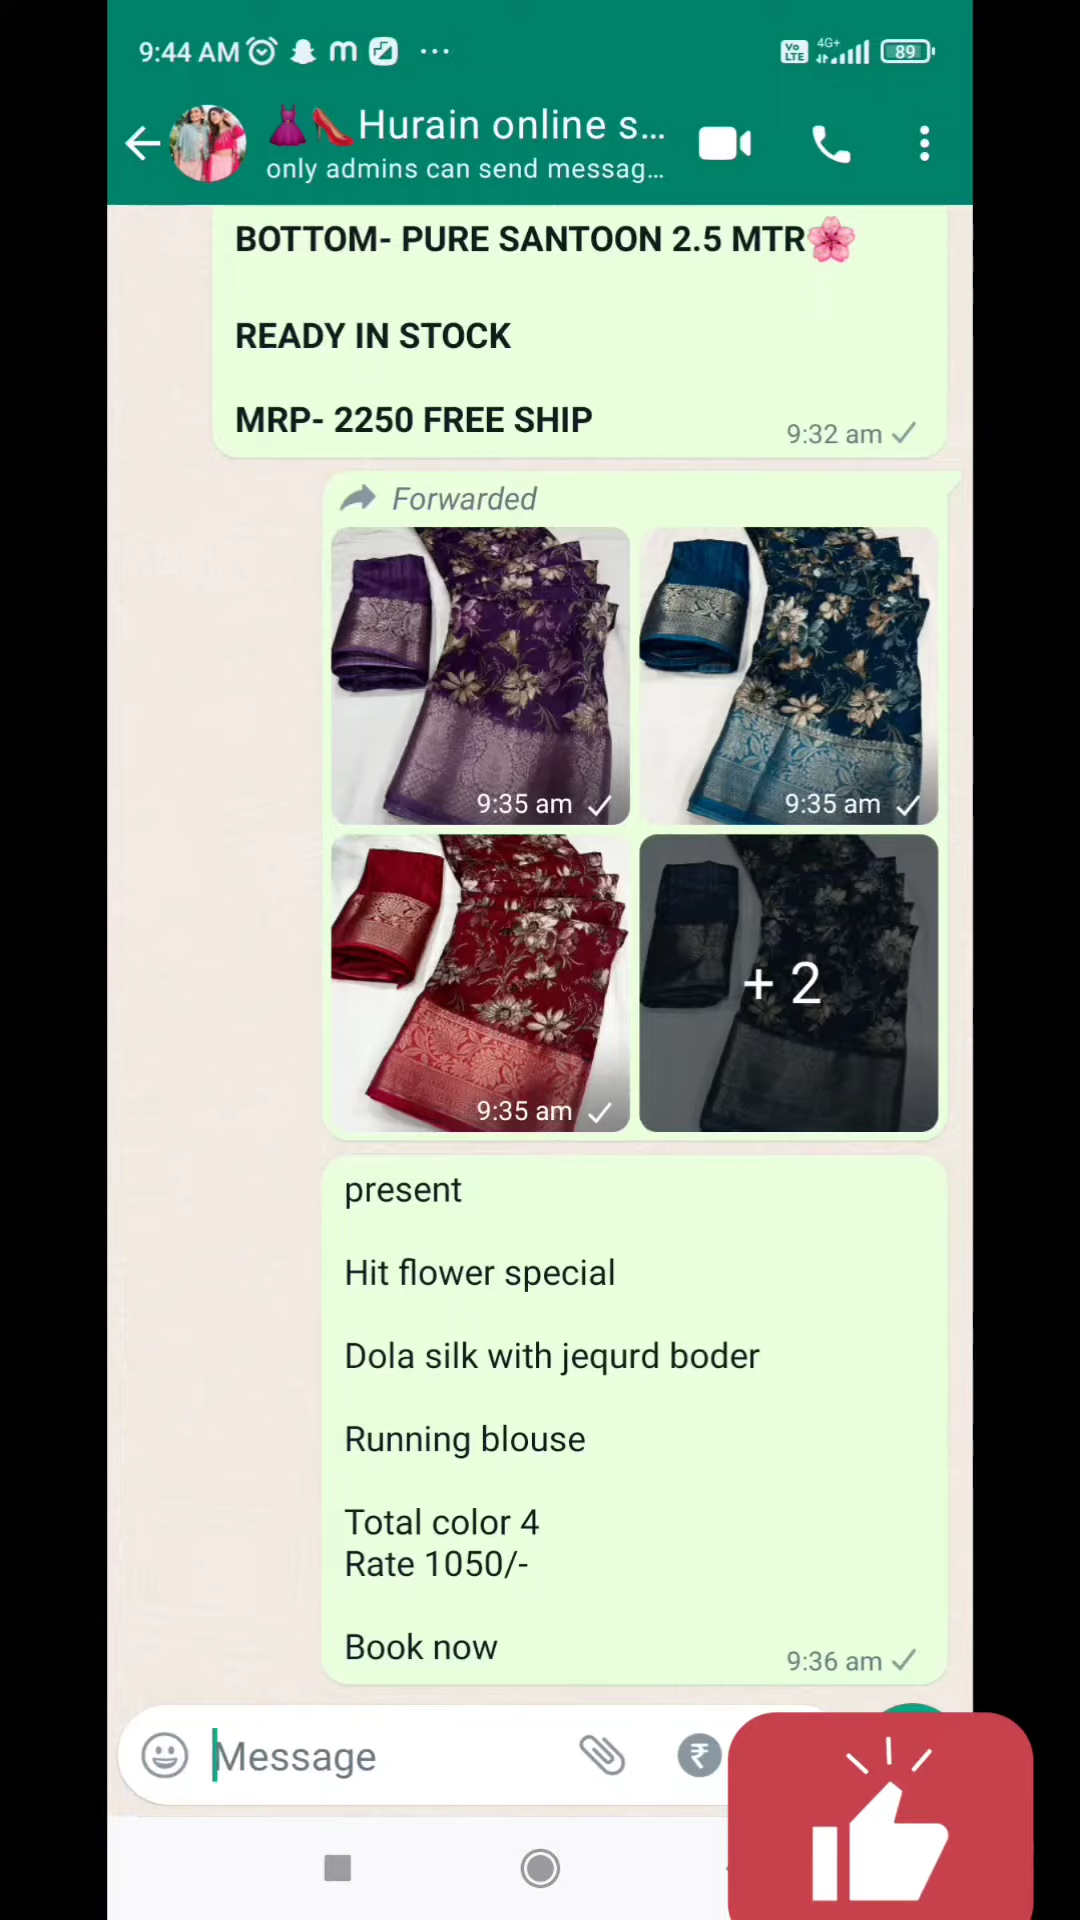 9:44 AM
Vo LTE
4G+
89
👗👠Hurain online s...
only admins can send messag...
BOTTOM- PURE SANTOON 2.5 MTR🌸
READY IN STOCK
MRP- 2250 FREE SHIP
9:32 am
Forwarded
9:35 am
9:35 am
9:35 am
+ 2
present
Hit flower special
Dola silk with jequrd boder
Running blouse
Total color 4
Rate 1050/-
Book now
9:36 am
Message